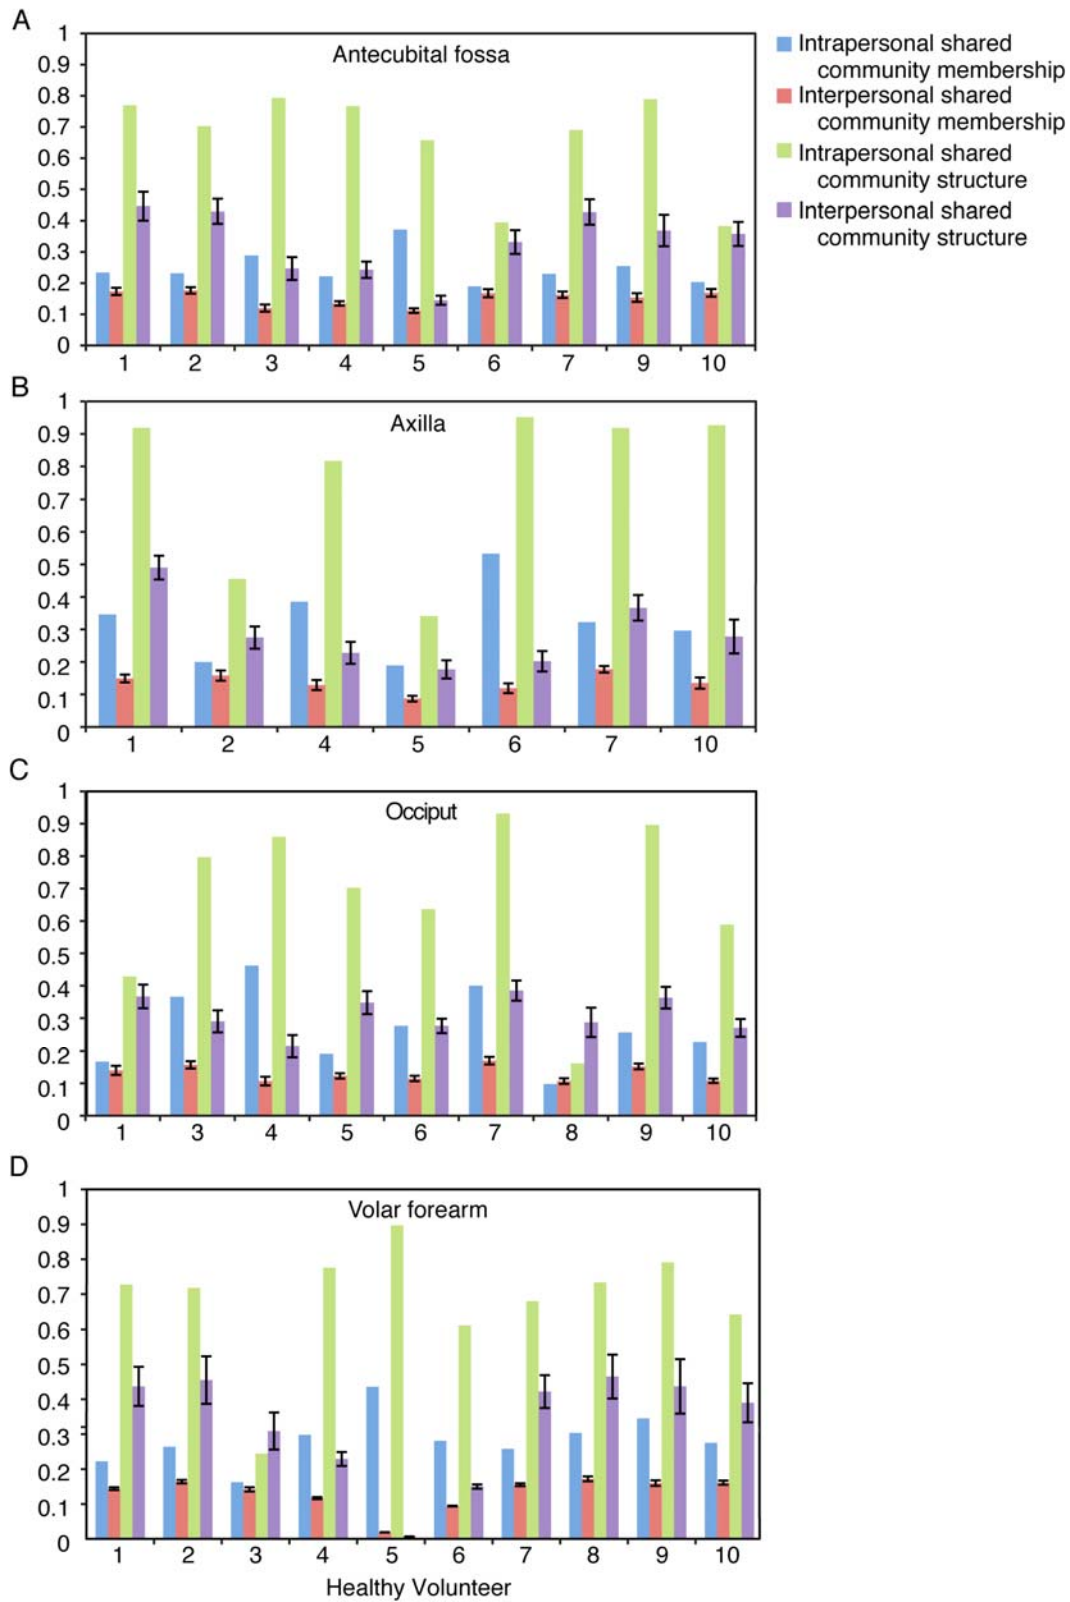 A
Antecubital fossa
1
0.9
0.8
0.7
0.6
0.5
0.4
0.3
0.2
0.1
0
1 2 3 4 5 6 7 9 10
Intrapersonal shared
community membership
Interpersonal shared
community membership
Intrapersonal shared
community structure
Interpersonal shared
community structure
B
Axilla
1
0.9
0.8
0.7
0.6
0.5
0.4
0.3
0.2
0.1
0
1 2 4 5 6 7 10
C
Occiput
1
0.9
0.8
0.7
0.6
0.5
0.4
0.3
0.2
0.1
0
1 3 4 5 6 7 8 9 10
D
Volar forearm
1
0.9
0.8
0.7
0.6
0.5
0.4
0.3
0.2
0.1
0
1 2 3 4 5 6 7 8 9 10
Healthy Volunteer